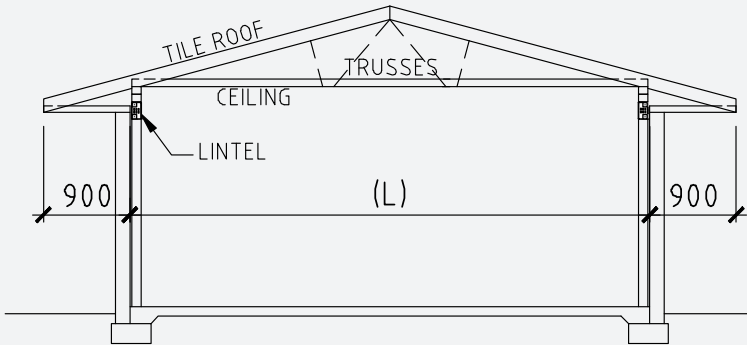 TILE ROOF
TRUSSES
CEILING
LINTEL
900
(L)
900